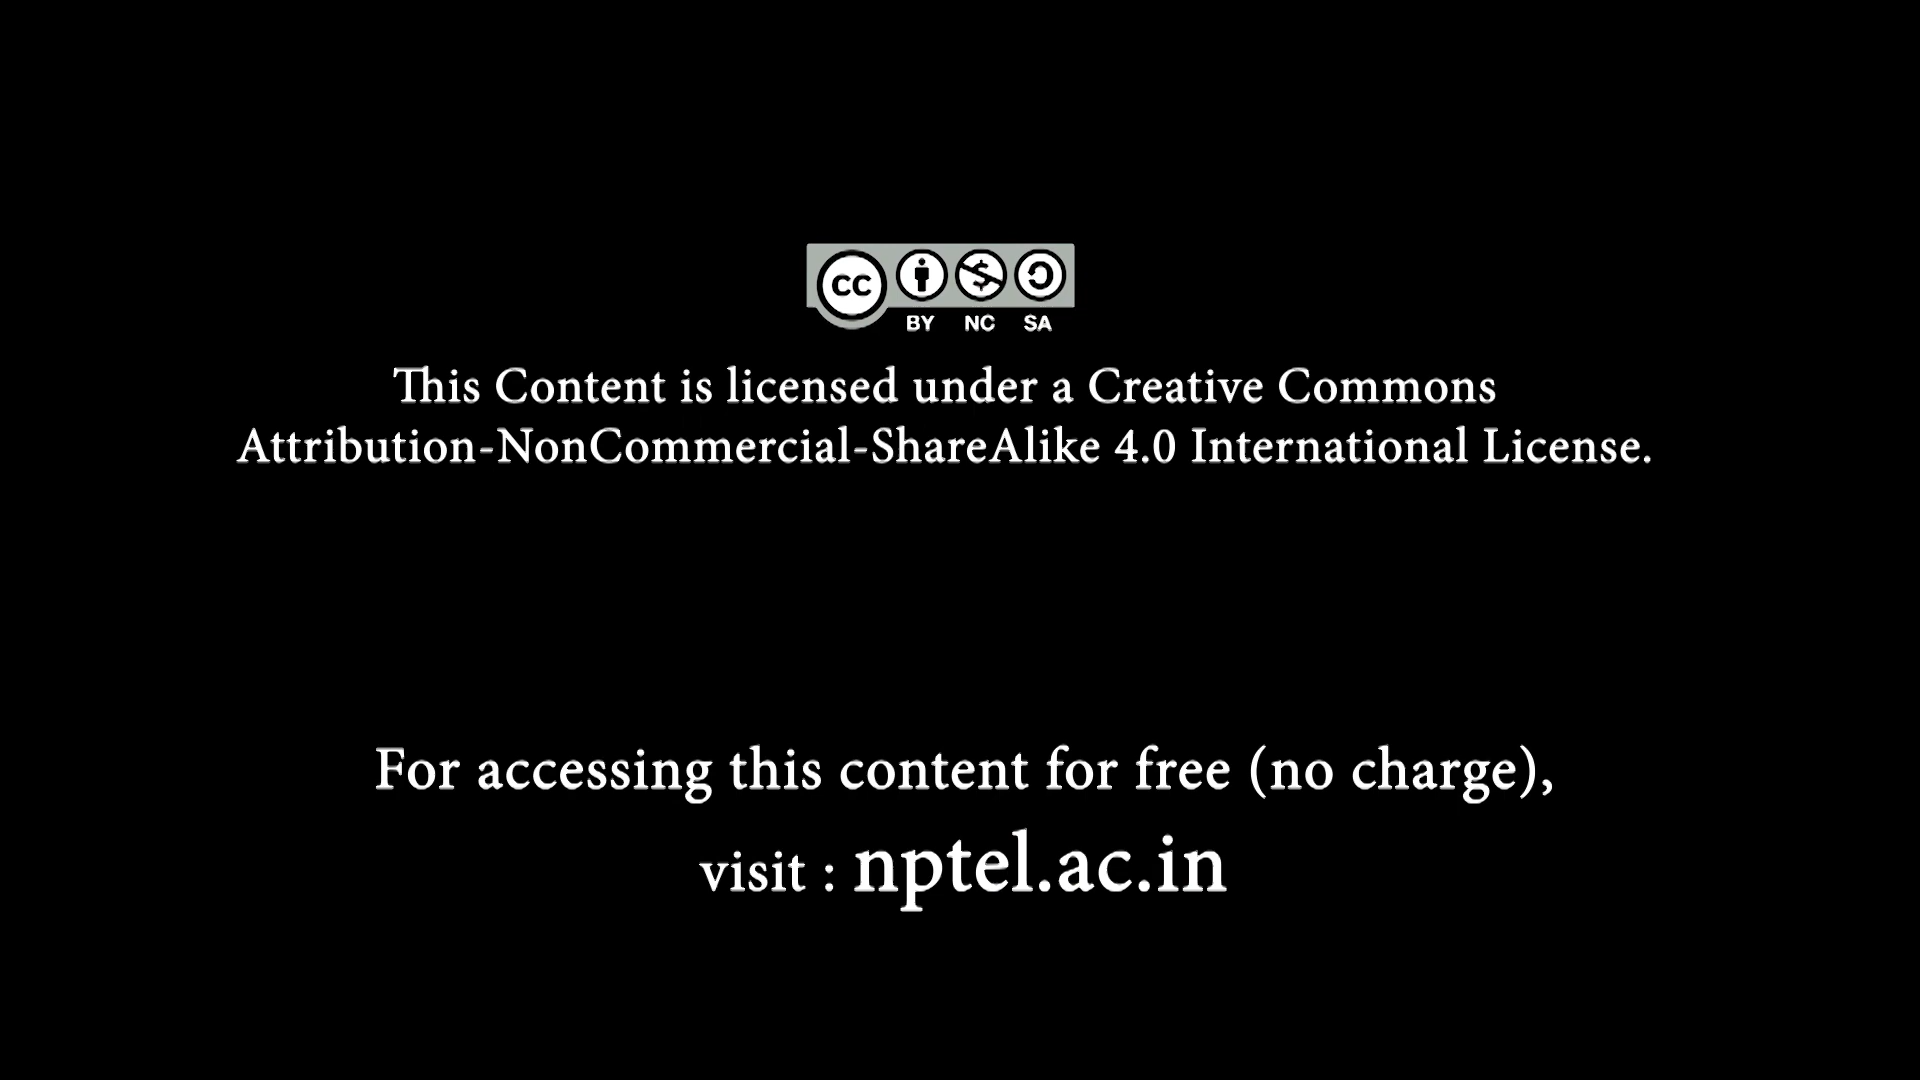 cc
BY NC SA
This Content is licensed under a Creative Commons
Attribution-NonCommercial-ShareAlike 4.0 International License.
For accessing this content for free (no charge),
visit : nptel.ac.in